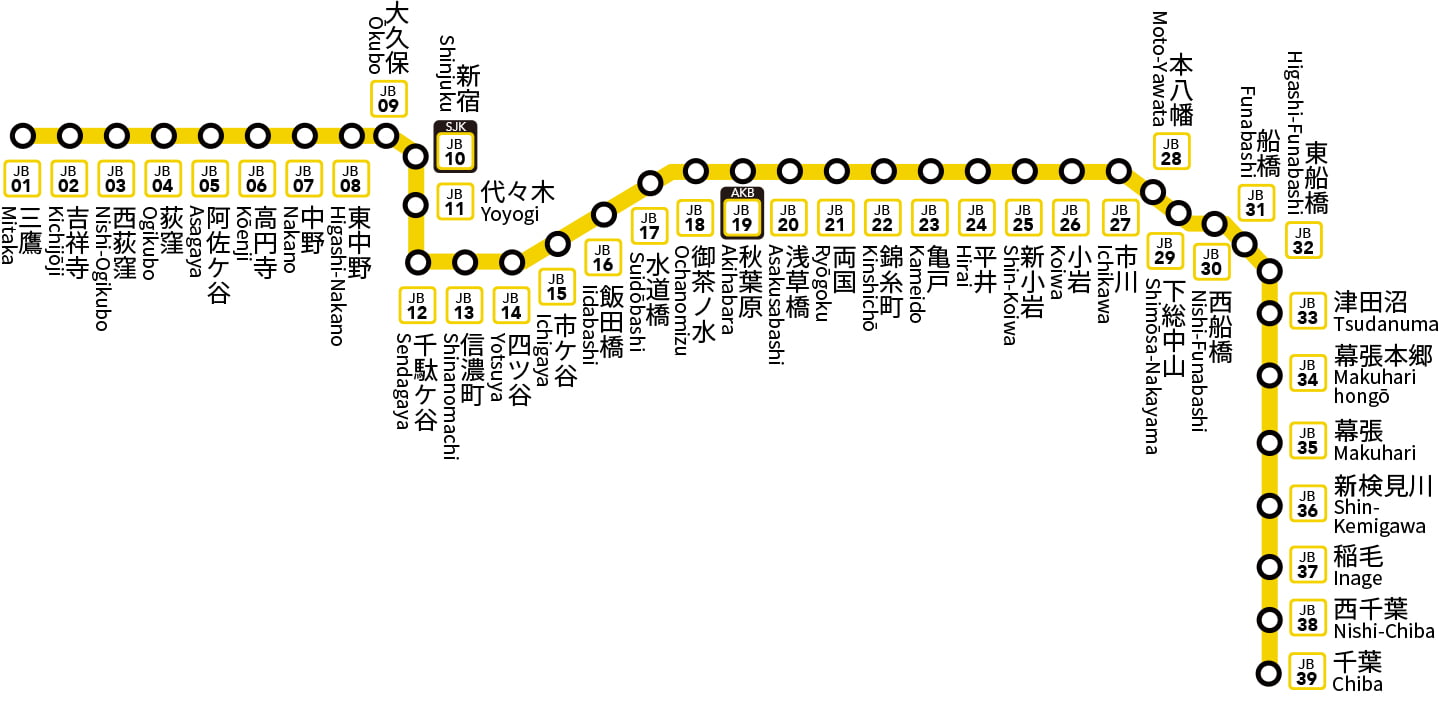 JB
01
三鷹
Mitaka
JB
02
吉祥寺
Kichijōji
JB
03
西荻窪
Nishi-Ogikubo
JB
04
荻窪
Ogikubo
JB
05
阿佐ケ谷
Asagaya
JB
06
高円寺
Kōenji
JB
07
中野
Nakano
JB
08
東中野
Higashi-Nakano
大久保
Ōkubo
JB
09
新宿
Shinjuku
SJK
JB
10
JB
11
代々木
Yoyogi
JB
12
千駄ケ谷
Sendagaya
JB
13
信濃町
Shinanomachi
JB
14
四ツ谷
Yotsuya
JB
15
市ケ谷
Ichigaya
JB
16
飯田橋
Iidabashi
JB
17
水道橋
Suidōbashi
JB
18
御茶ノ水
Ochanomizu
AKB
JB
19
秋葉原
Akihabara
JB
20
浅草橋
Asakusabashi
JB
21
両国
Ryōgoku
JB
22
錦糸町
Kinshichō
JB
23
亀戸
Kameido
JB
24
平井
Hirai
JB
25
新小岩
Shin-Koiwa
JB
26
小岩
Koiwa
JB
27
市川
Ichikawa
本八幡
Moto-Yawata
JB
28
JB
29
下総中山
Shimōsa-Nakayama
JB
30
西船橋
Nishi-Funabashi
船橋
Funabashi
JB
31
東船橋
Higashi-Funabashi
JB
32
JB
33
津田沼
Tsudanuma
JB
34
幕張本郷
Makuhari
hongō
JB
35
幕張
Makuhari
JB
36
新検見川
Shin-
Kemigawa
JB
37
稲毛
Inage
JB
38
西千葉
Nishi-Chiba
JB
39
千葉
Chiba